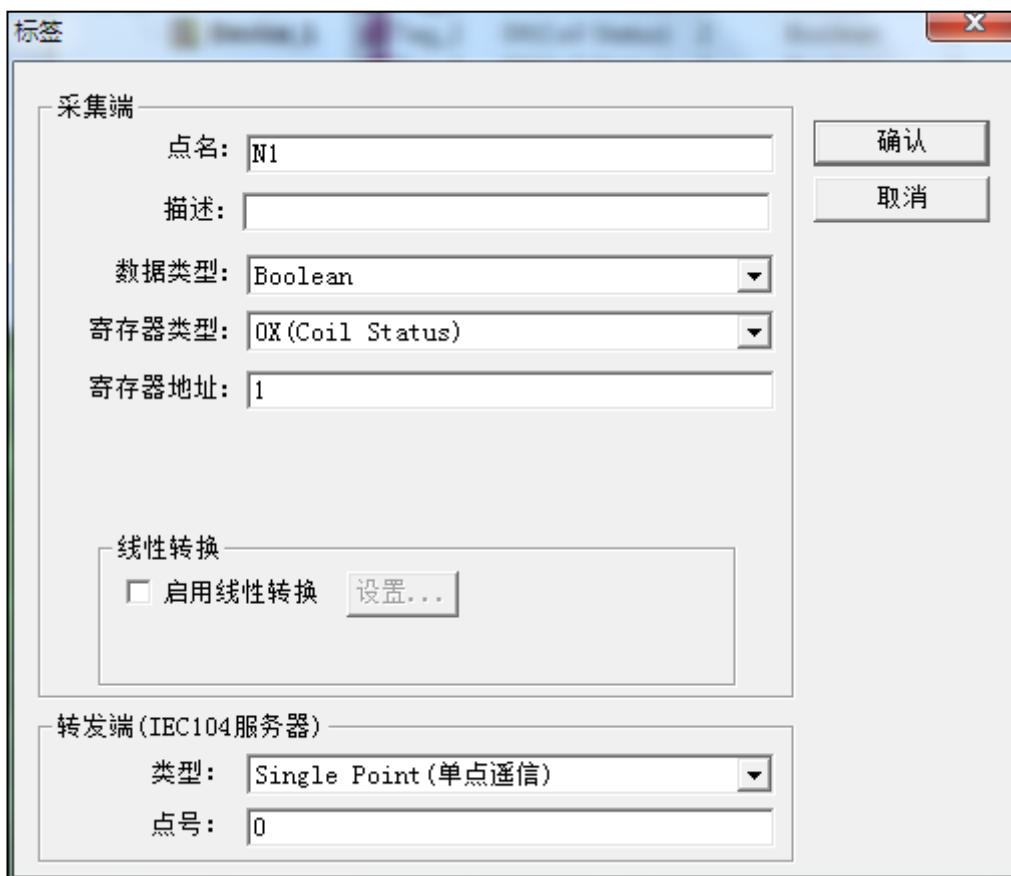 标签
采集端
点名: N1
确认
描述:
取消
数据类型: Boolean
寄存器类型: 0X(Coil Status)
寄存器地址: 1
线性转换
启用线性转换 设置...
转发端(IEC104服务器)
类型: Single Point(单点遥信)
点号: 0